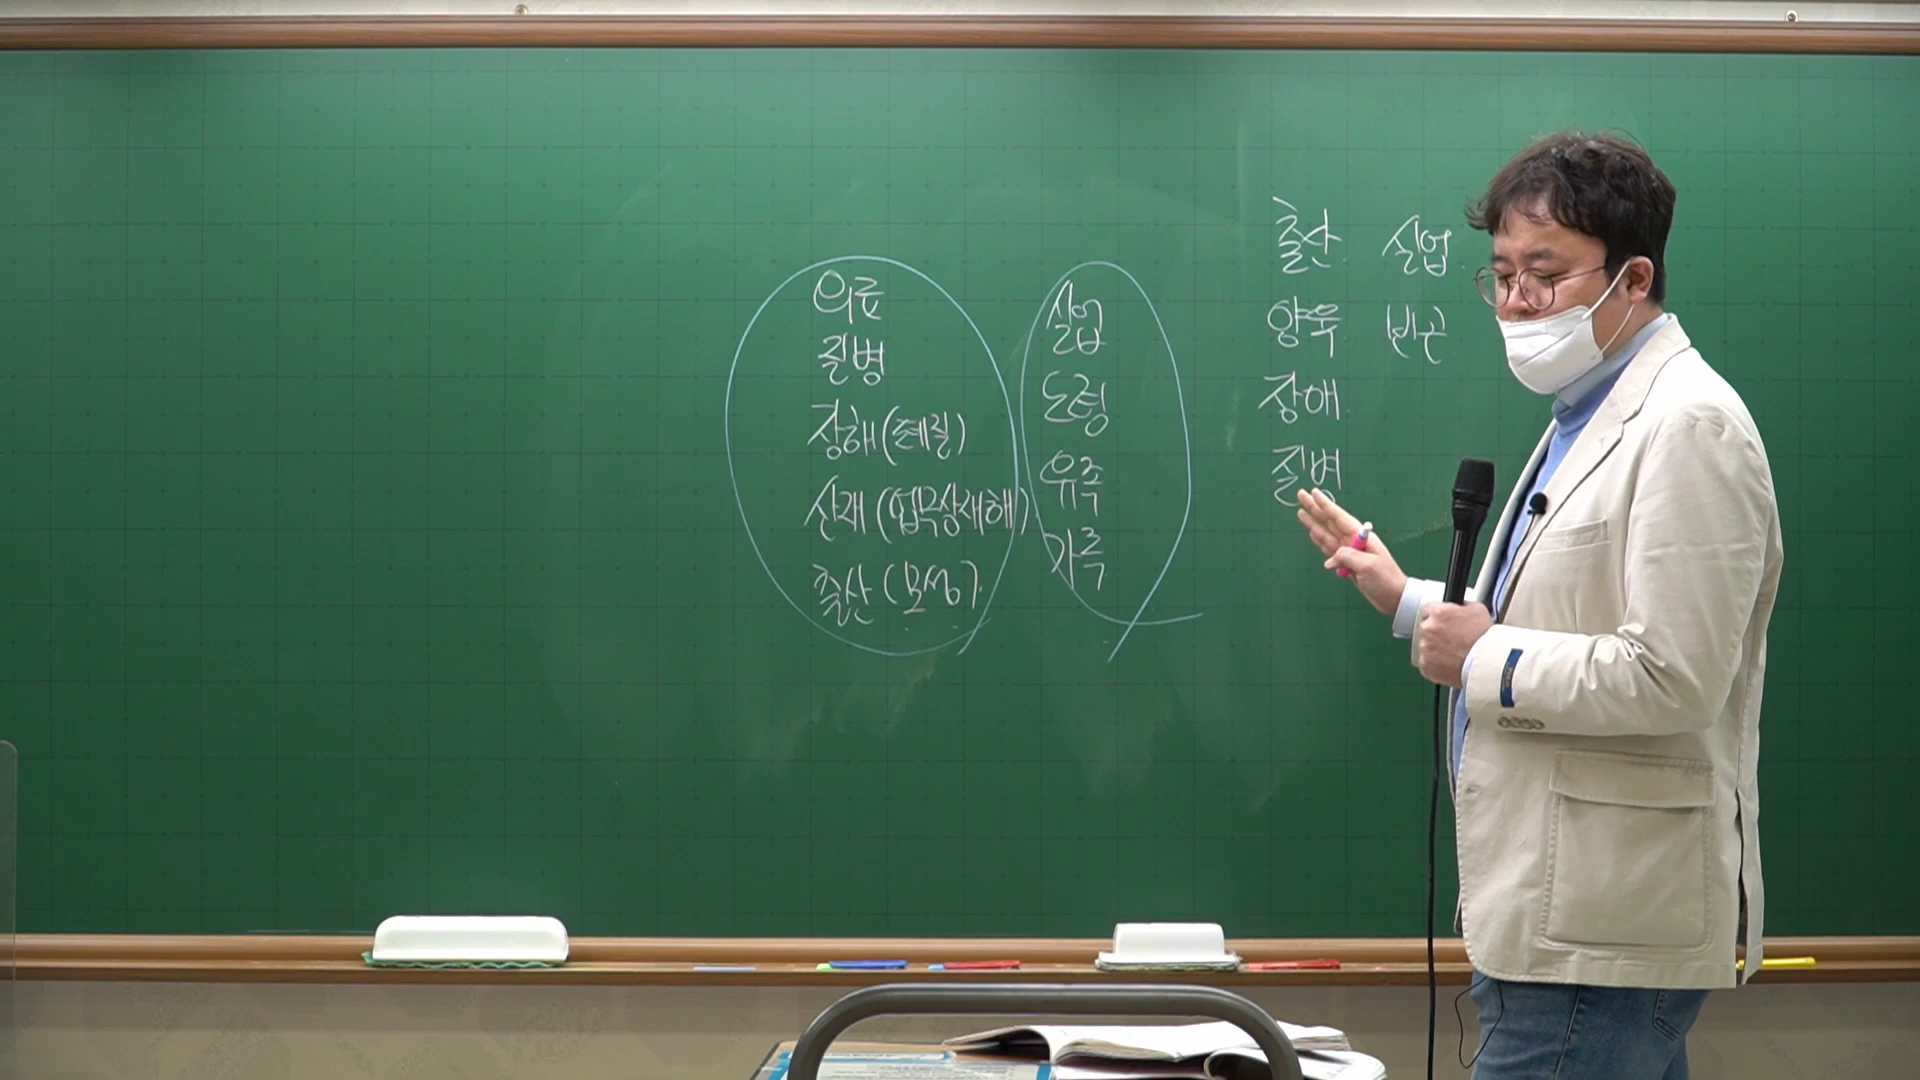 의료
질병
장해(폐질)
산재(업무상재해)
출산(모성)
실업
노령
유족
가족
출산 실업
양육 빈곤
장애
질병